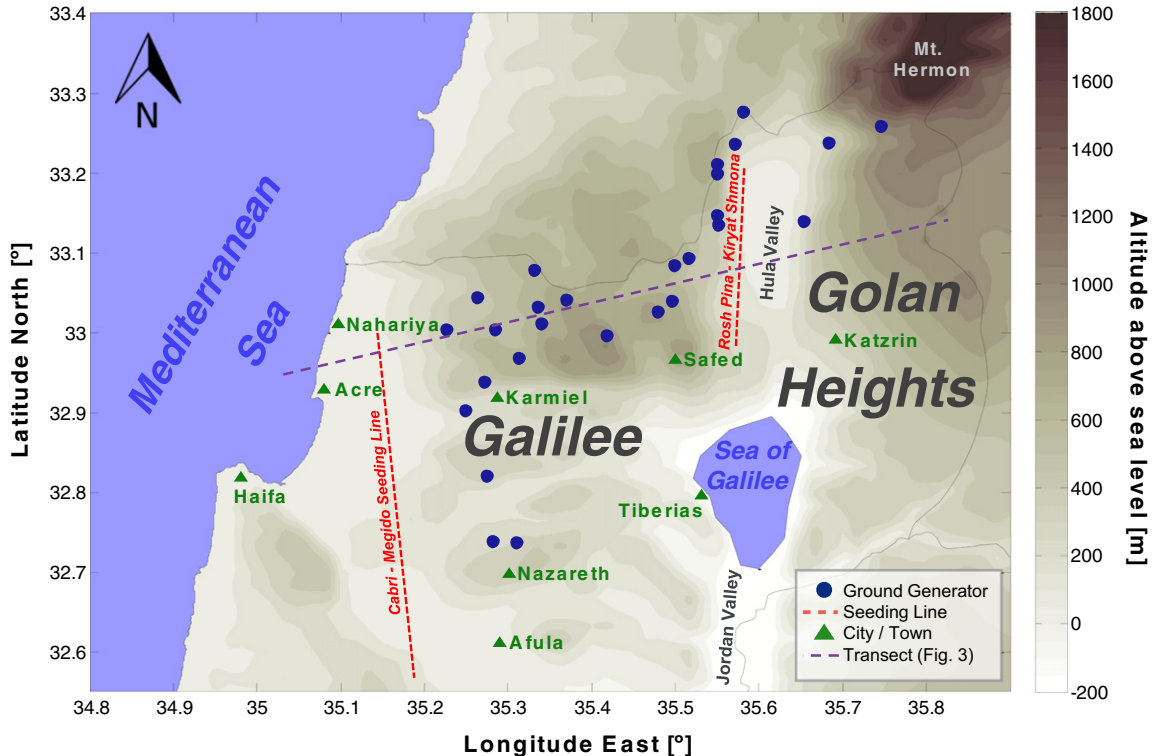 33.4
33.3
33.2
33.1
33
32.9
32.8
32.7
32.6
Latitude North [º]
34.8
34.9
35
35.1
35.2
35.3
35.4
35.5
35.6
35.7
35.8
Longitude East [º]
N
Mediterranean
Sea
Mt.
Hermon
Rosh Pina - Kiryat Shmona
Hula Valley
Golan
Heights
Nahariya
Acre
Safed
Katzrin
Karmiel
Galilee
Cabri - Megido Seeding Line
Haifa
Sea of
Galilee
Tiberias
Nazareth
Afula
Jordan Valley
Ground Generator
Seeding Line
City / Town
Transect (Fig. 3)
1800
1600
1400
1200
1000
800
600
400
200
0
-200
Altitude above sea level [m]